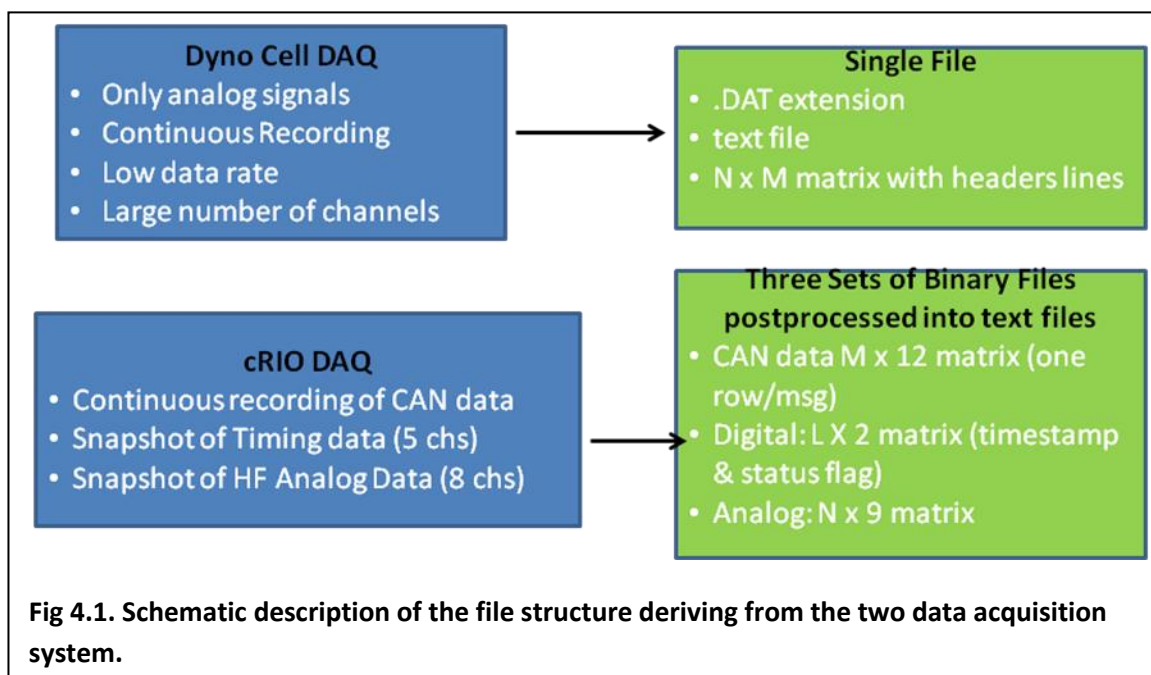 Dyno Cell DAQ
• Only analog signals
• Continuous Recording
• Low data rate
• Large number of channels
Single File
• .DAT extension
• text file
• N x M matrix with headers lines
cRIO DAQ
• Continuous recording of CAN data
• Snapshot of Timing data (5 chs)
• Snapshot of HF Analog Data (8 chs)
Three Sets of Binary Files
postprocessed into text files
• CAN data M x 12 matrix (one
row/msg)
• Digital: L X 2 matrix (timestamp
& status flag)
• Analog: N x 9 matrix
Fig 4.1. Schematic description of the file structure deriving from the two data acquisition
system.